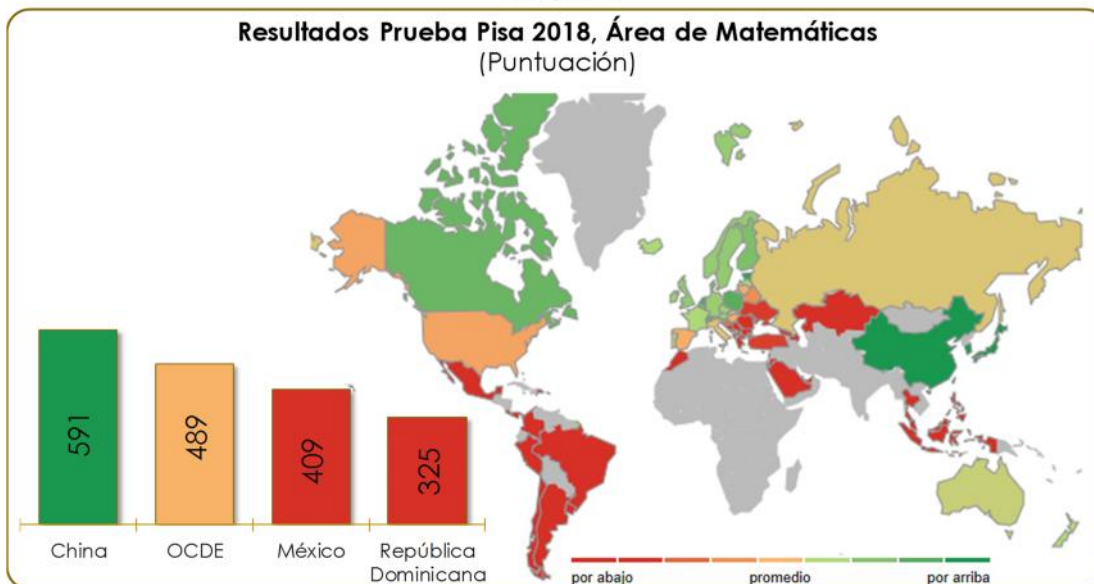 Resultados Prueba Pisa 2018, Área de Matemáticas
(Puntuación)
591
489
409
325
China
OCDE
México
República
Dominicana
por abajo
promedio
por arriba